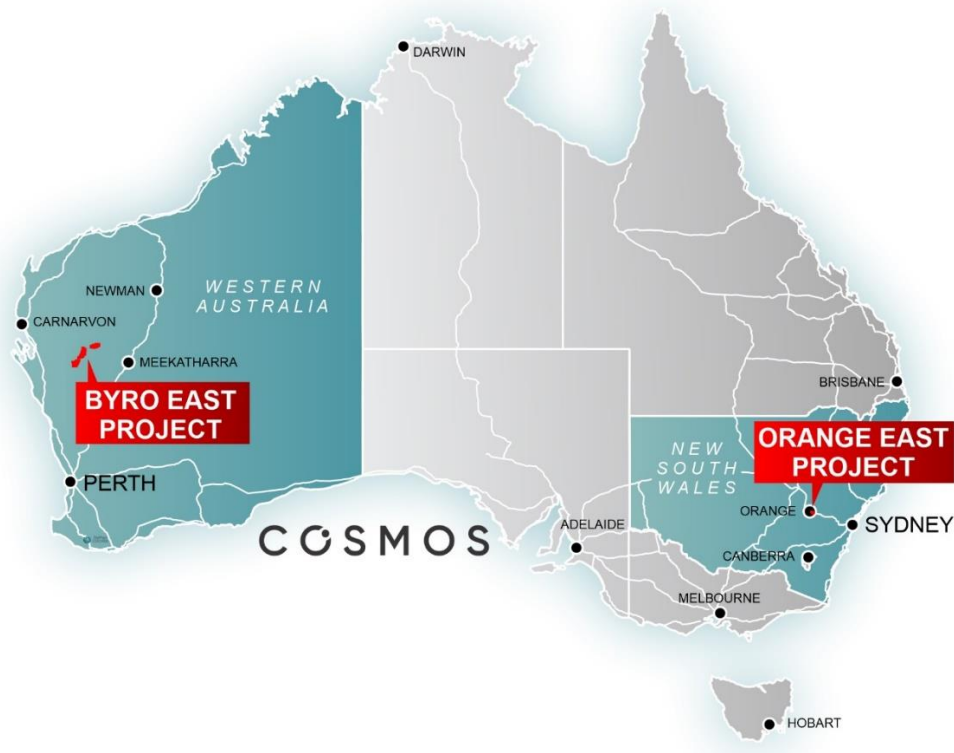 DARWIN
NEWMAN
WESTERN
AUSTRALIA
CARNARVON
MEEKATHARRA
BYRO EAST
PROJECT
BRISBANE
PERTH
NEW
SOUTH
WALES
ORANGE EAST
PROJECT
ORANGE
SYDNEY
COSMOS
ADELAIDE
CANBERRA
MELBOURNE
HOBART